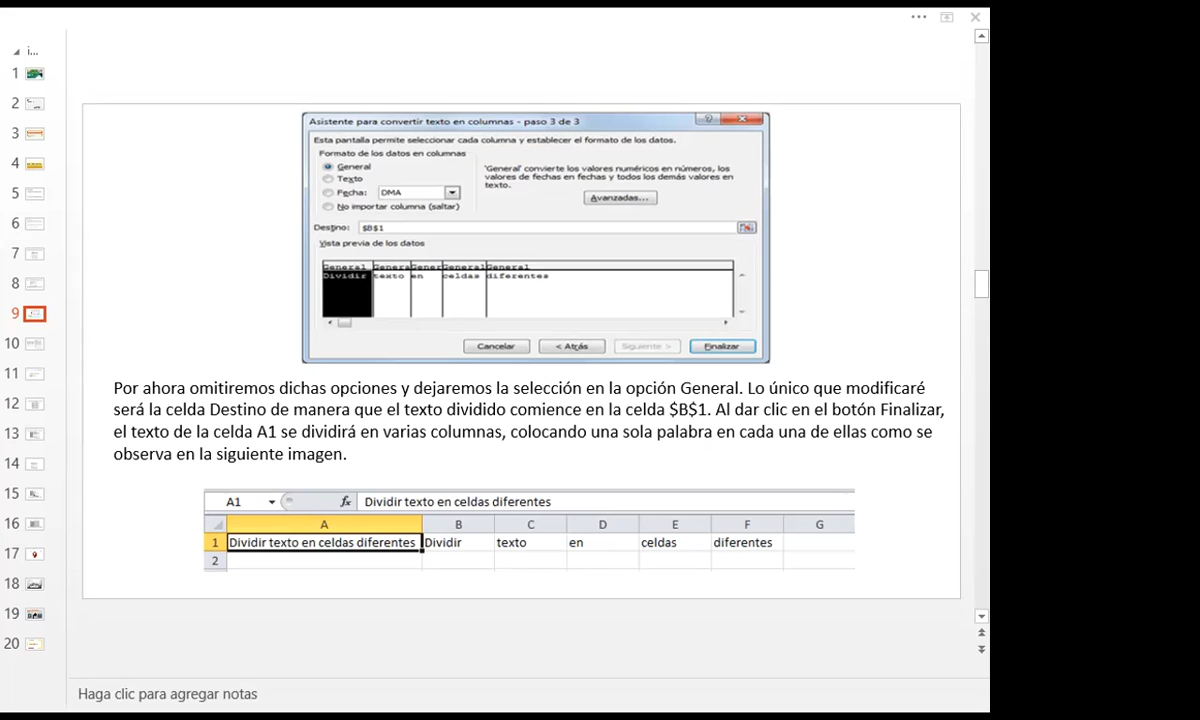 i...
1
2
3
4
5
6
7
8
9
10
11
12
13
14
15
16
17
18
19
20
Asistente para convertir texto en columnas - paso 3 de 3
Esta pantalla permite seleccionar cada columna y establecer el formato de los datos.
Formato de los datos en columnas
General
Texto
Fecha: DMA
No importar columna (saltar)
'General' convierte los valores numéricos en números, los
valores de fechas en fechas y todos los demás valores en
texto.
Avanzadas...
Destino: $B$1
Vista previa de los datos
General General General General General
Dividir texto en celdas diferentes
Cancelar < Atrás Siguiente > Finalizar
Por ahora omitiremos dichas opciones y dejaremos la selección en la opción General. Lo único que modificaré
será la celda Destino de manera que el texto dividido comience en la celda $B$1. Al dar clic en el botón Finalizar,
el texto de la celda A1 se dividirá en varias columnas, colocando una sola palabra en cada una de ellas como se
observa en la siguiente imagen.
A1 fx Dividir texto en celdas diferentes
A B C D E F G
1 Dividir texto en celdas diferentes Dividir texto en celdas diferentes
2
Haga clic para agregar notas